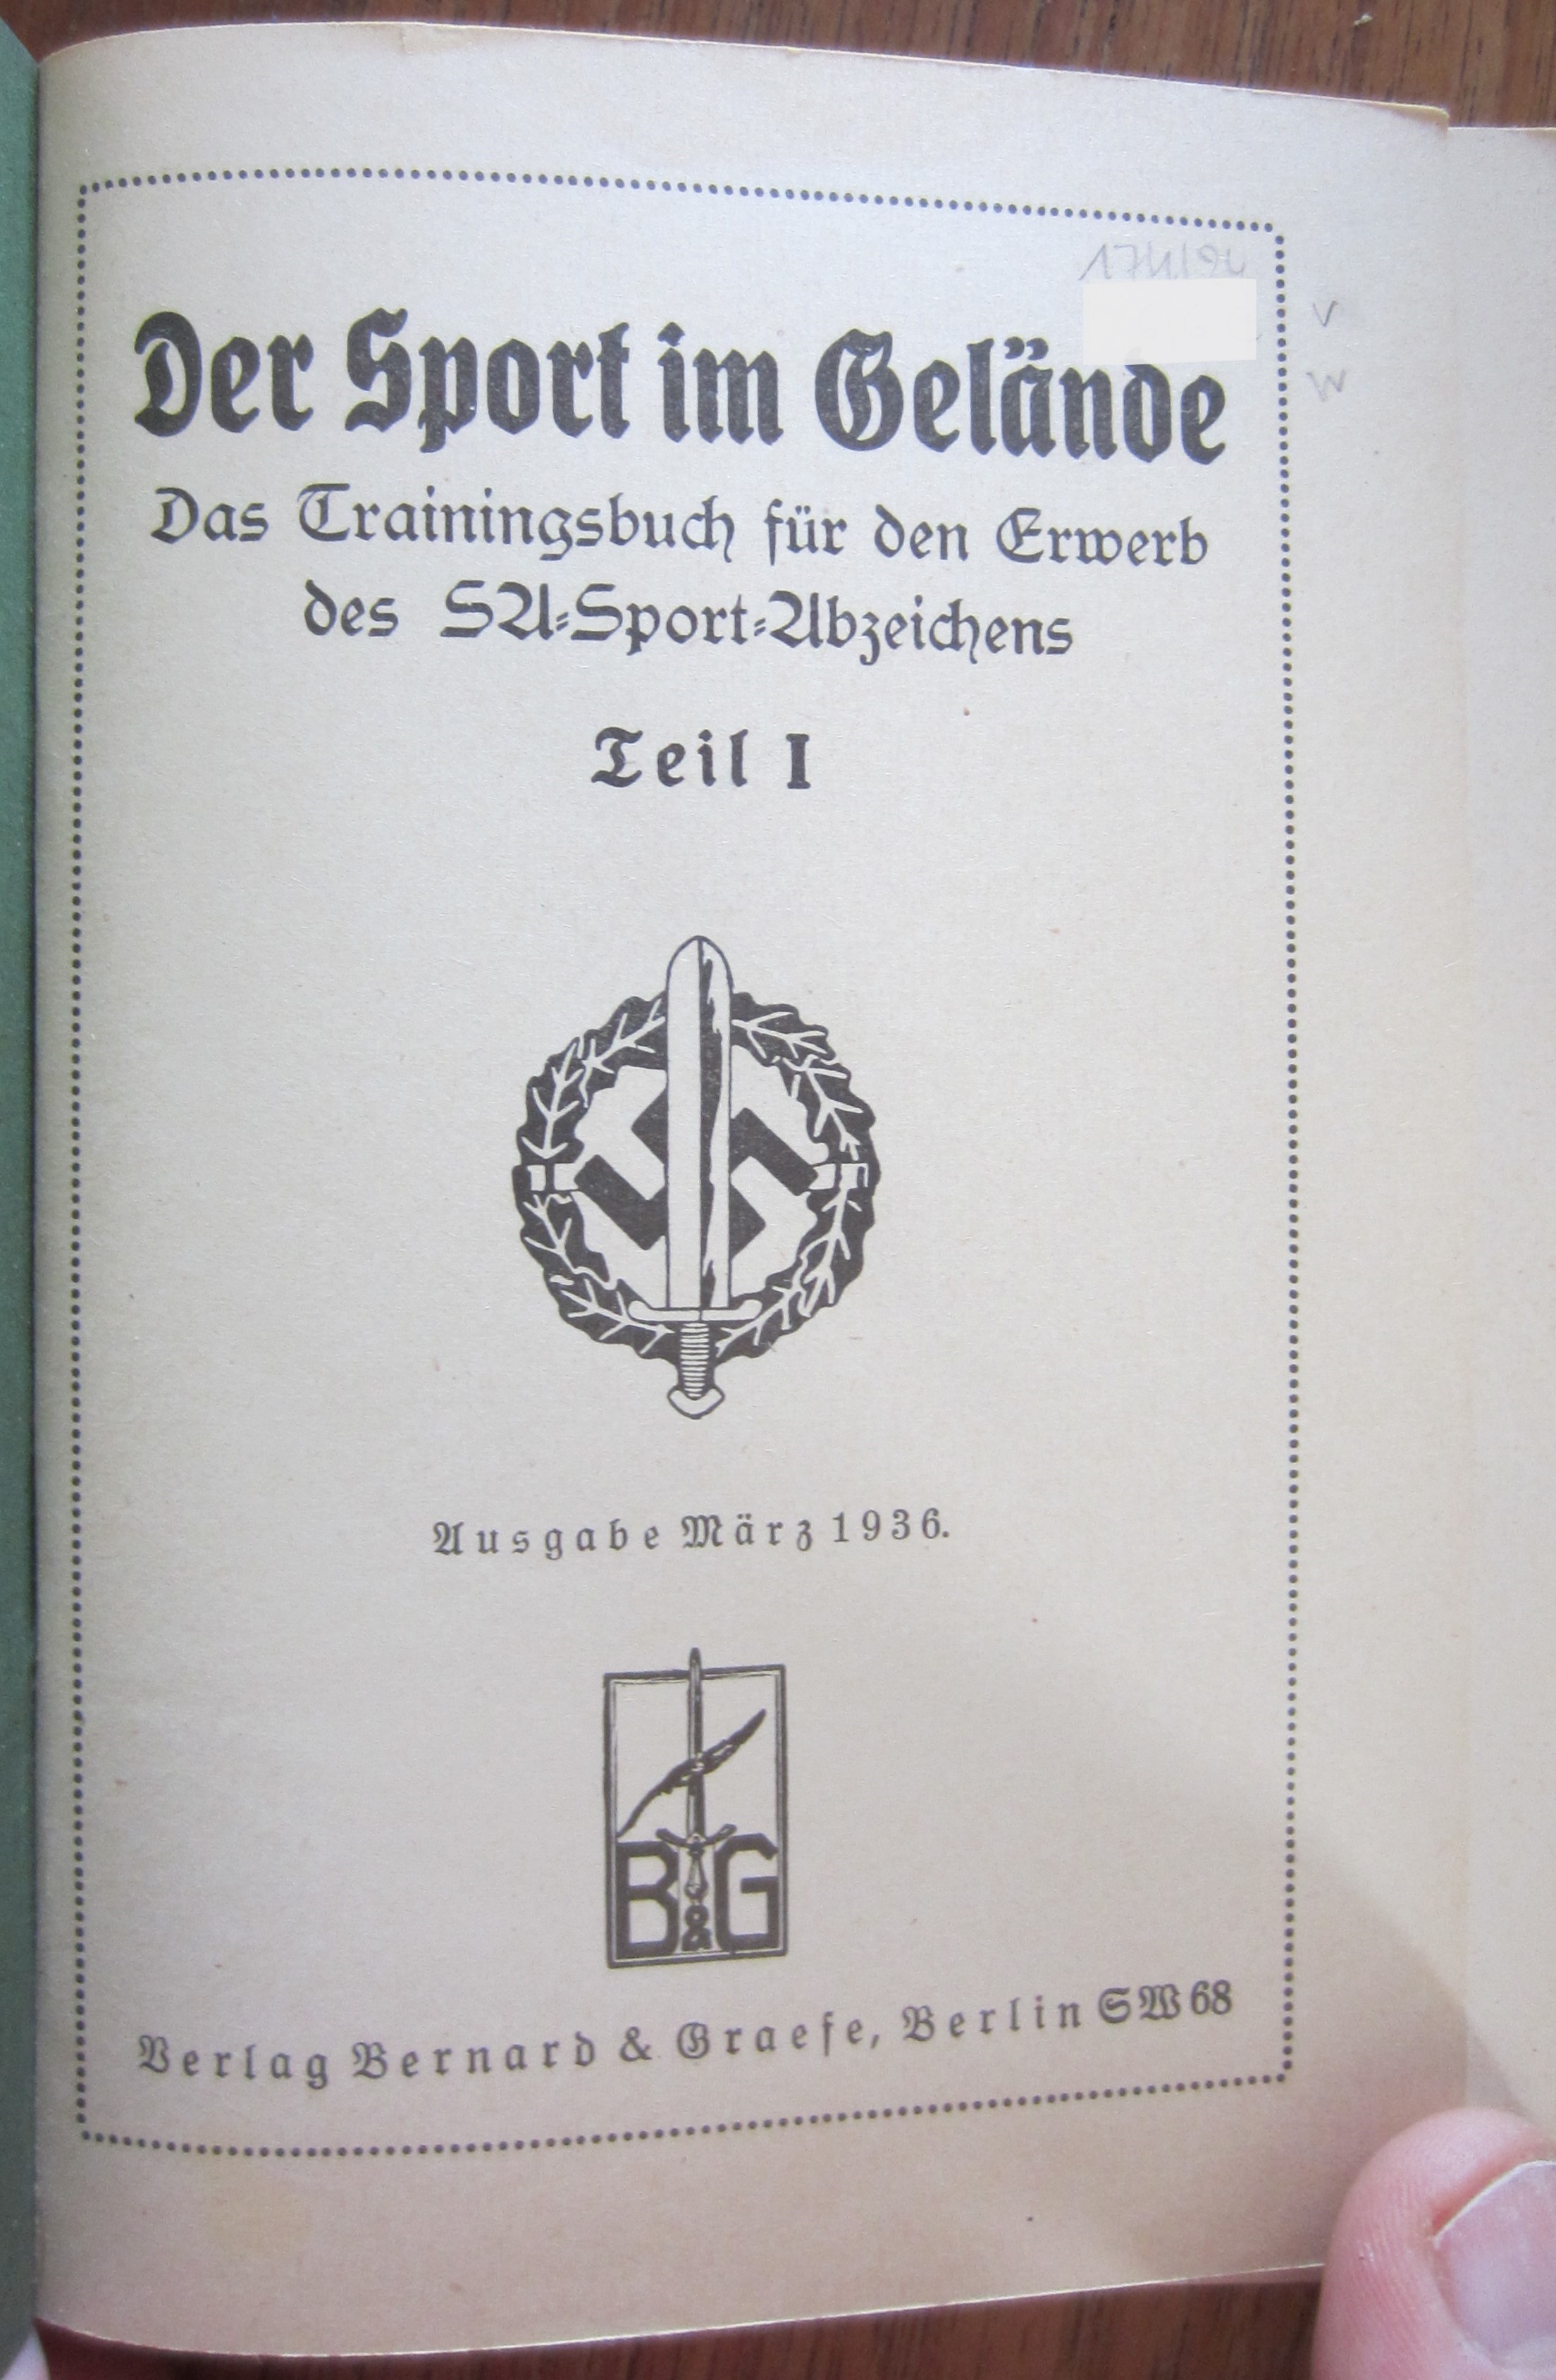 Der Sport im Gelände
Das Trainingsbuch für den Erwerb
des SA-Sport-Abzeichens
Teil I
Ausgabe März 1936.
B&G
Verlag Bernard & Graefe, Berlin SW 68